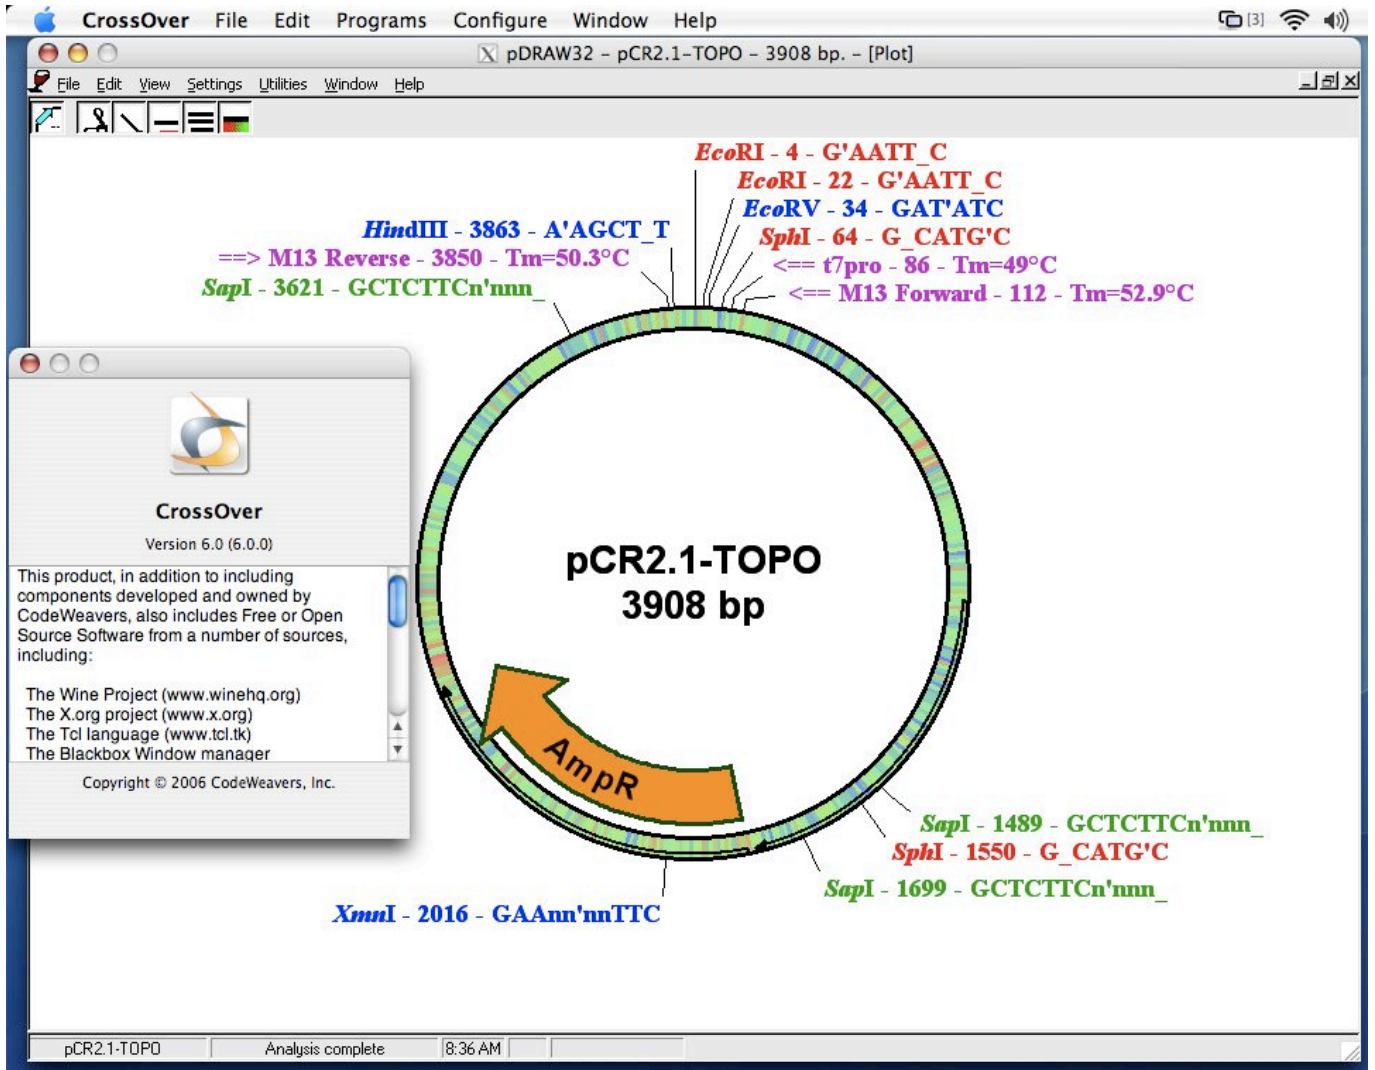 CrossOver File Edit Programs Configure Window Help [3]
X pDRAW32 – pCR2.1-TOPO – 3908 bp. – [Plot]
File Edit View Settings Utilities Window Help
EcoRI - 4 - G'AATT_C
EcoRI - 22 - G'AATT_C
EcoRV - 34 - GAT'ATC
HindIII - 3863 - A'AGCT_T
SphI - 64 - G_CATG'C
==> M13 Reverse - 3850 - Tm=50.3°C
<== t7pro - 86 - Tm=49°C
SapI - 3621 - GCTCTTCn'nnn_
<== M13 Forward - 112 - Tm=52.9°C
CrossOver
Version 6.0 (6.0.0)
This product, in addition to including
components developed and owned by
CodeWeavers, also includes Free or Open
Source Software from a number of sources,
including:
The Wine Project (www.winehq.org)
The X.org project (www.x.org)
The Tcl language (www.tcl.tk)
The Blackbox Window manager
Copyright © 2006 CodeWeavers, Inc.
pCR2.1-TOPO
3908 bp
AmpR
SapI - 1489 - GCTCTTCn'nnn_
SphI - 1550 - G_CATG'C
SapI - 1699 - GCTCTTCn'nnn_
XmnI - 2016 - GAAnn'nnTTC
pCR2.1-TOPO Analysis complete 8:36 AM